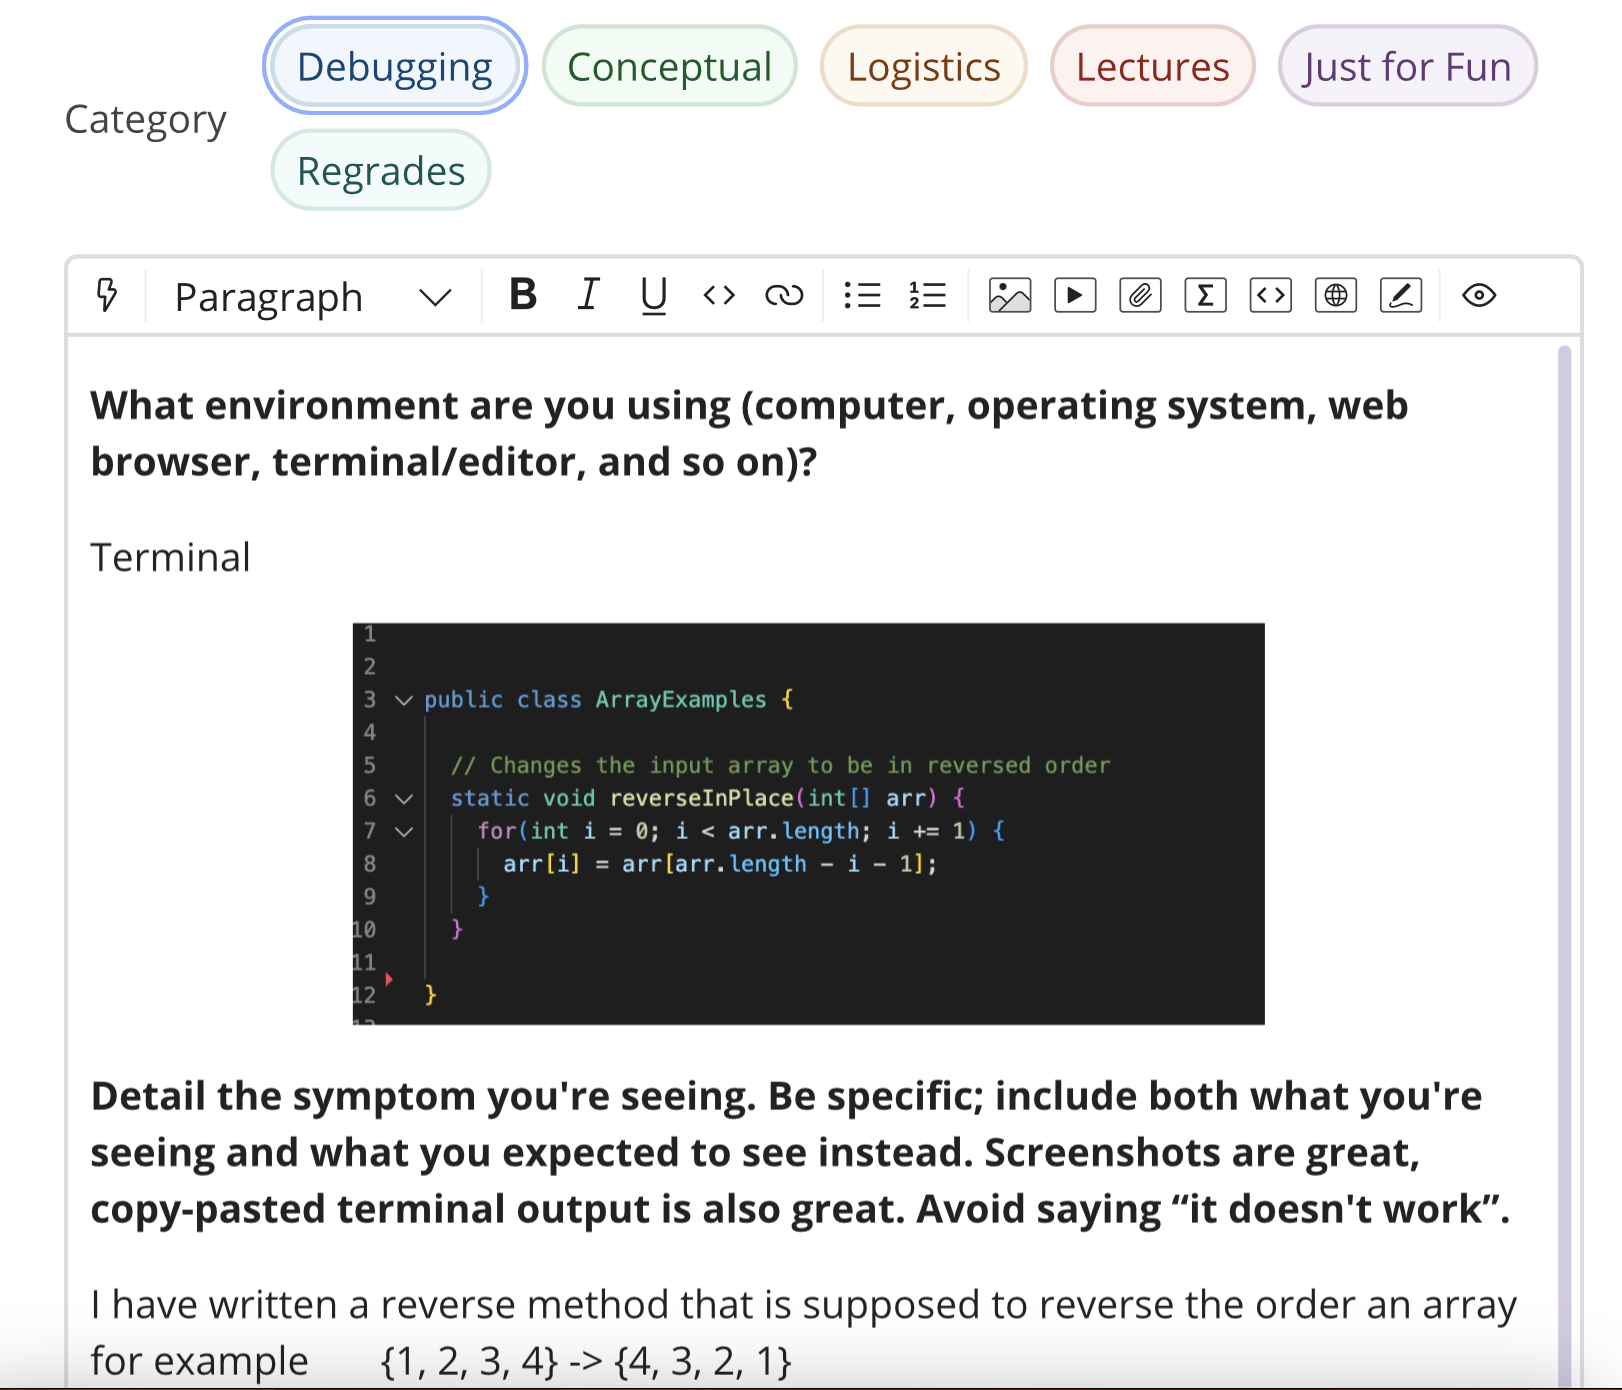 Debugging Conceptual Logistics Lectures Just for Fun
Category
Regrades
Paragraph B I U
What environment are you using (computer, operating system, web
browser, terminal/editor, and so on)?
Terminal
1
2
3 public class ArrayExamples {
4
5 // Changes the input array to be in reversed order
6 static void reverseInPlace(int[] arr) {
7 for(int i = 0; i < arr.length; i += 1) {
8 arr[i] = arr[arr.length - i - 1];
9 }
10 }
11
12 }
Detail the symptom you're seeing. Be specific; include both what you're
seeing and what you expected to see instead. Screenshots are great,
copy-pasted terminal output is also great. Avoid saying “it doesn't work”.
I have written a reverse method that is supposed to reverse the order an array
for example {1, 2, 3, 4} -> {4, 3, 2, 1}